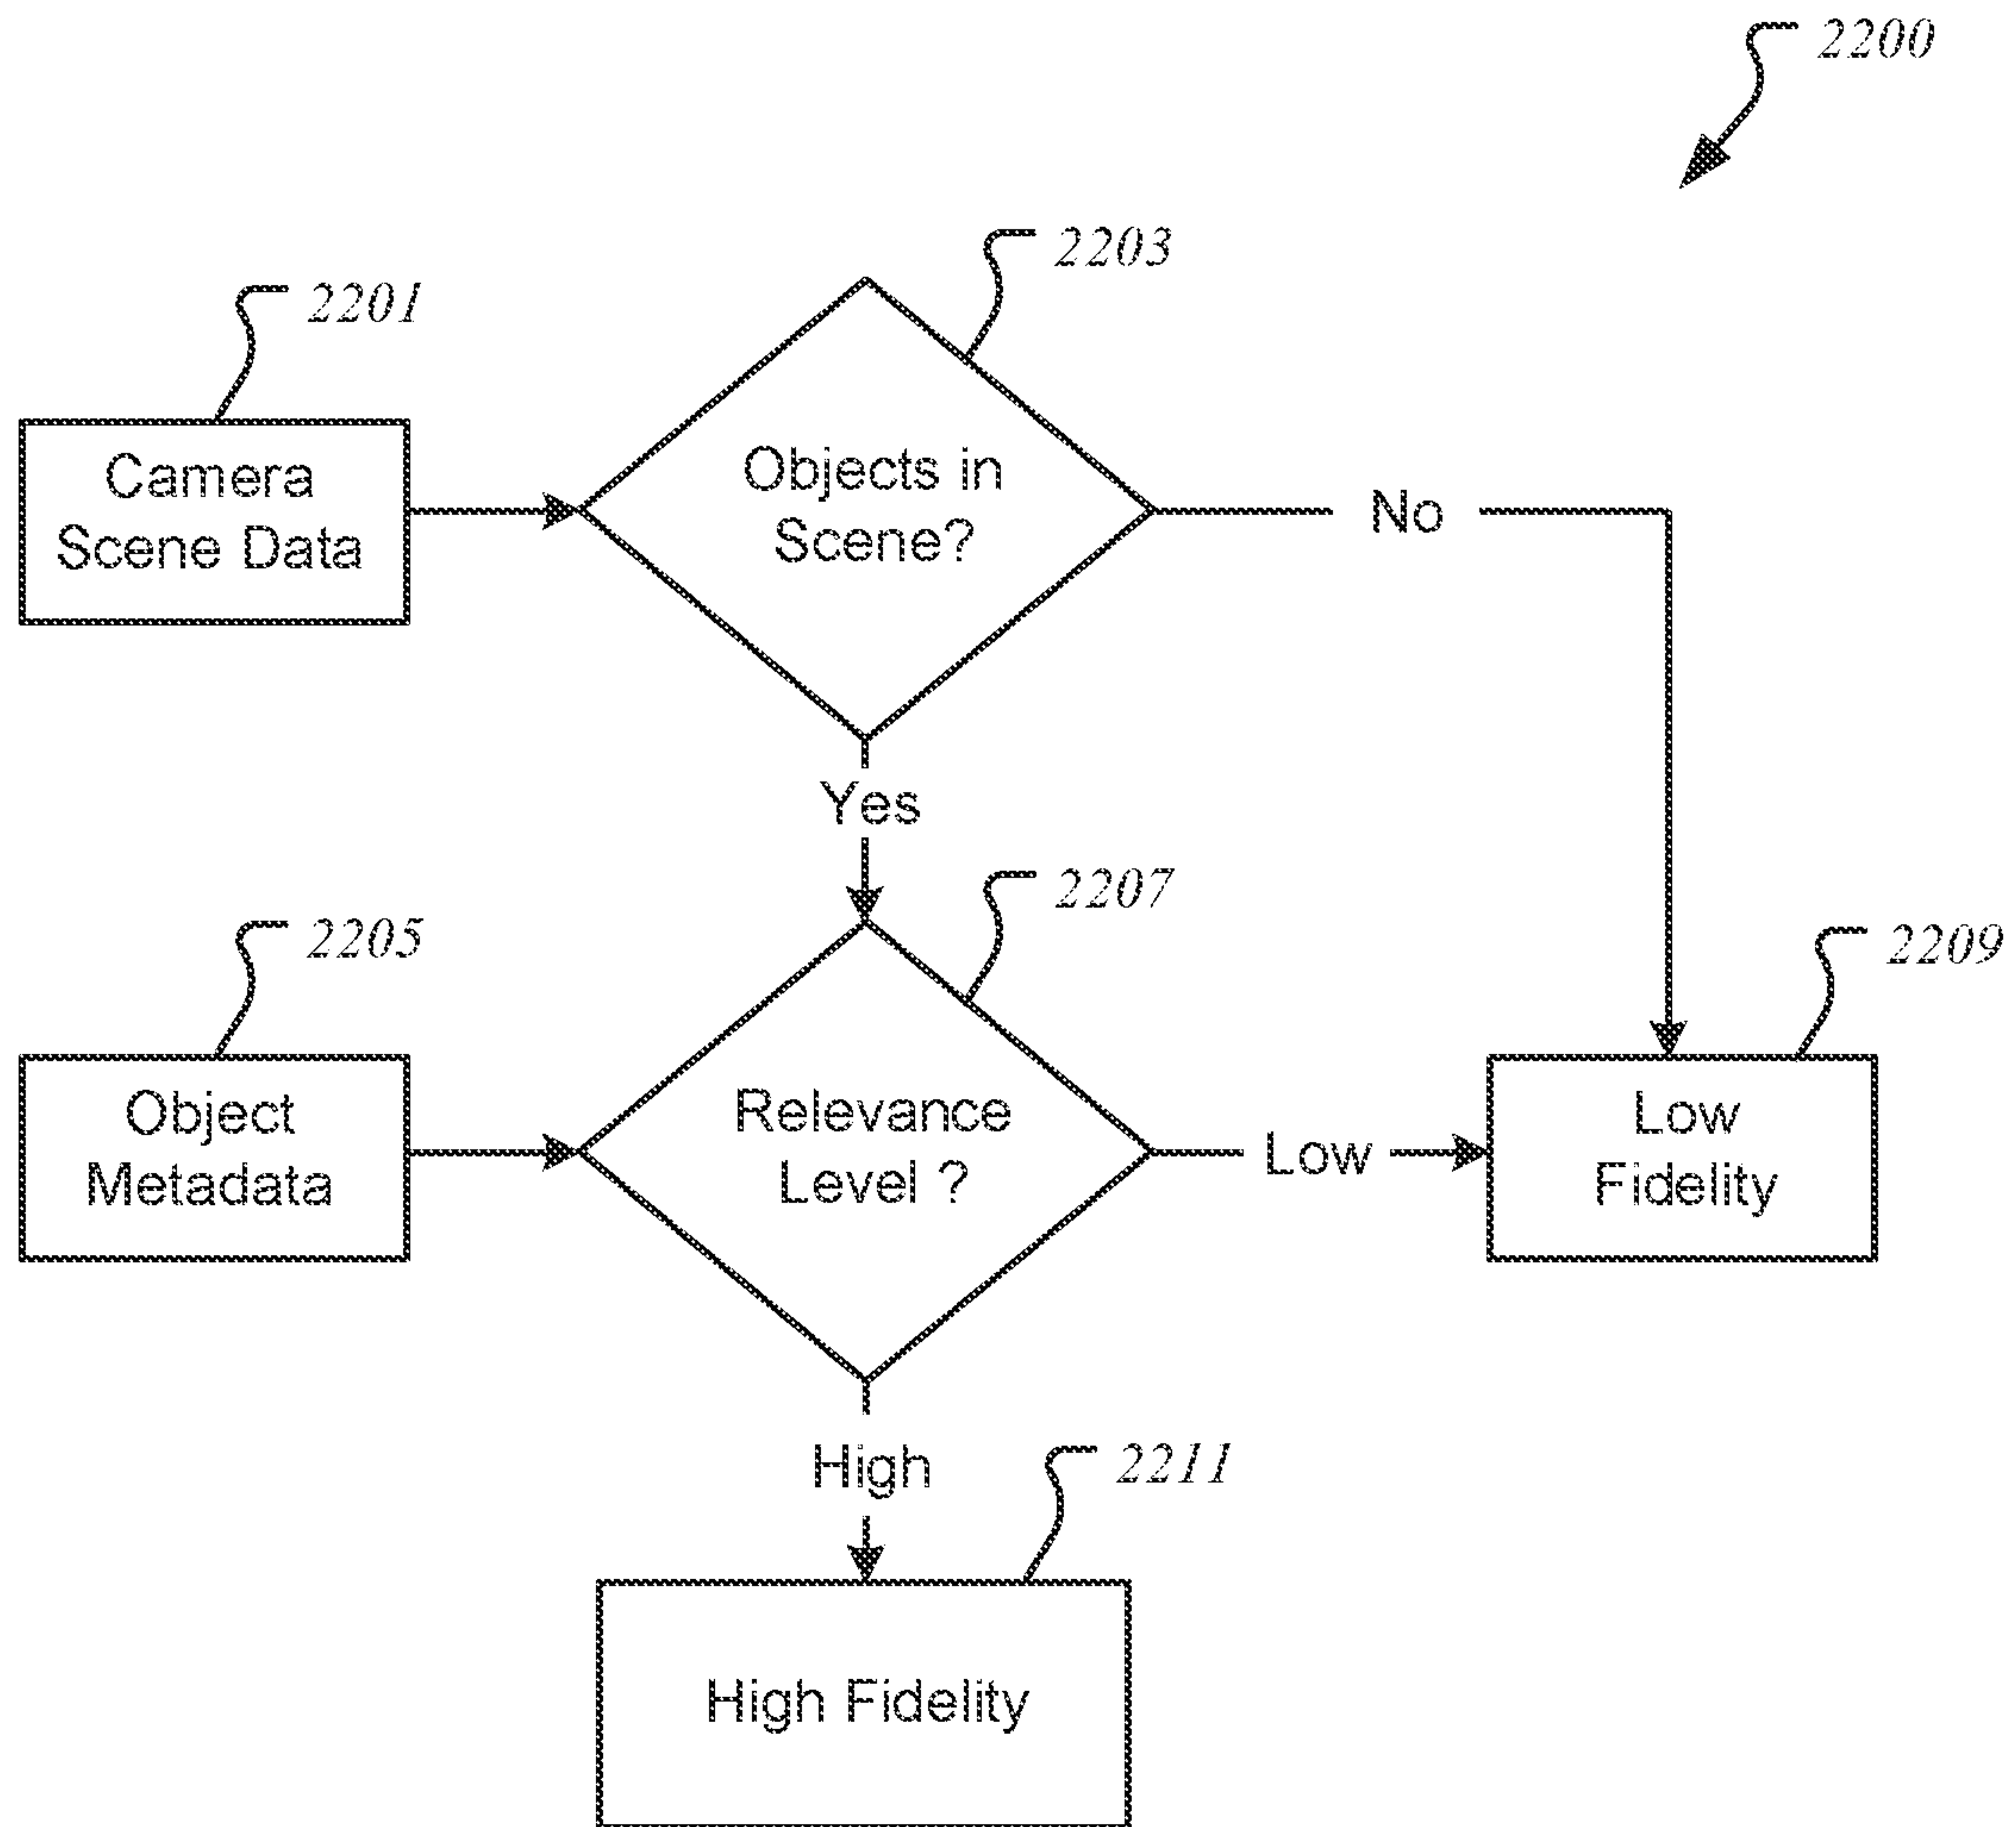 2200
2203
2201
Camera
Scene Data
Objects in
Scene?
No
Yes
2207
2205
2209
Object
Metadata
Relevance
Level ?
Low
Low
Fidelity
High
2211
High Fidelity